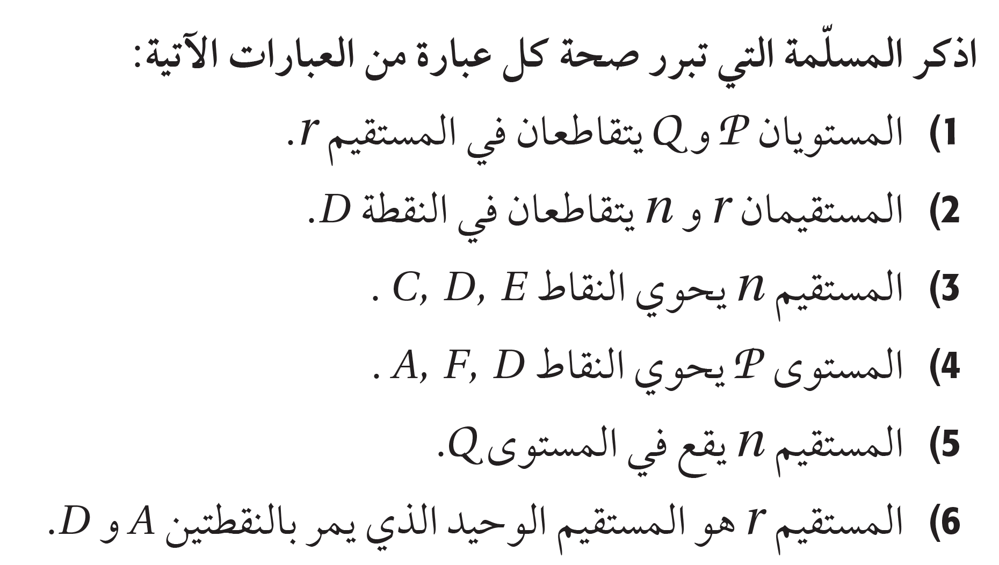 اذكر المسلّمة التي تبرر صحة كل عبارة من العبارات الآتية:
(1 المستويان P و Q يتقاطعان في المستقيم r.
(2 المستقيمان r و n يتقاطعان في النقطة D.
(3 المستقيم n يحوي النقاط C, D, E .
(4 المستوى P يحوي النقاط A, F, D .
(5 المستقيم n يقع في المستوى Q.
(6 المستقيم r هو المستقيم الوحيد الذي يمر بالنقطتين A و D.